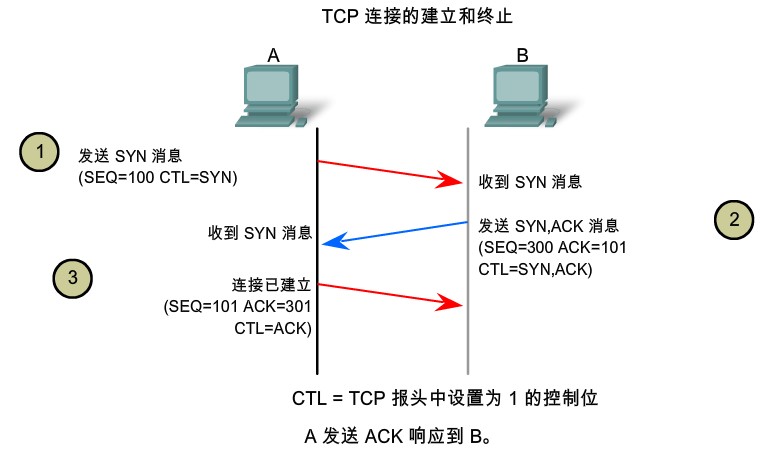 TCP 连接的建立和终止
A
B
1
发送 SYN 消息
(SEQ=100 CTL=SYN)
收到 SYN 消息
发送 SYN,ACK 消息
(SEQ=300 ACK=101
CTL=SYN,ACK)
2
收到 SYN 消息
3
连接已建立
(SEQ=101 ACK=301
CTL=ACK)
CTL = TCP 报头中设置为 1 的控制位
A 发送 ACK 响应到 B。